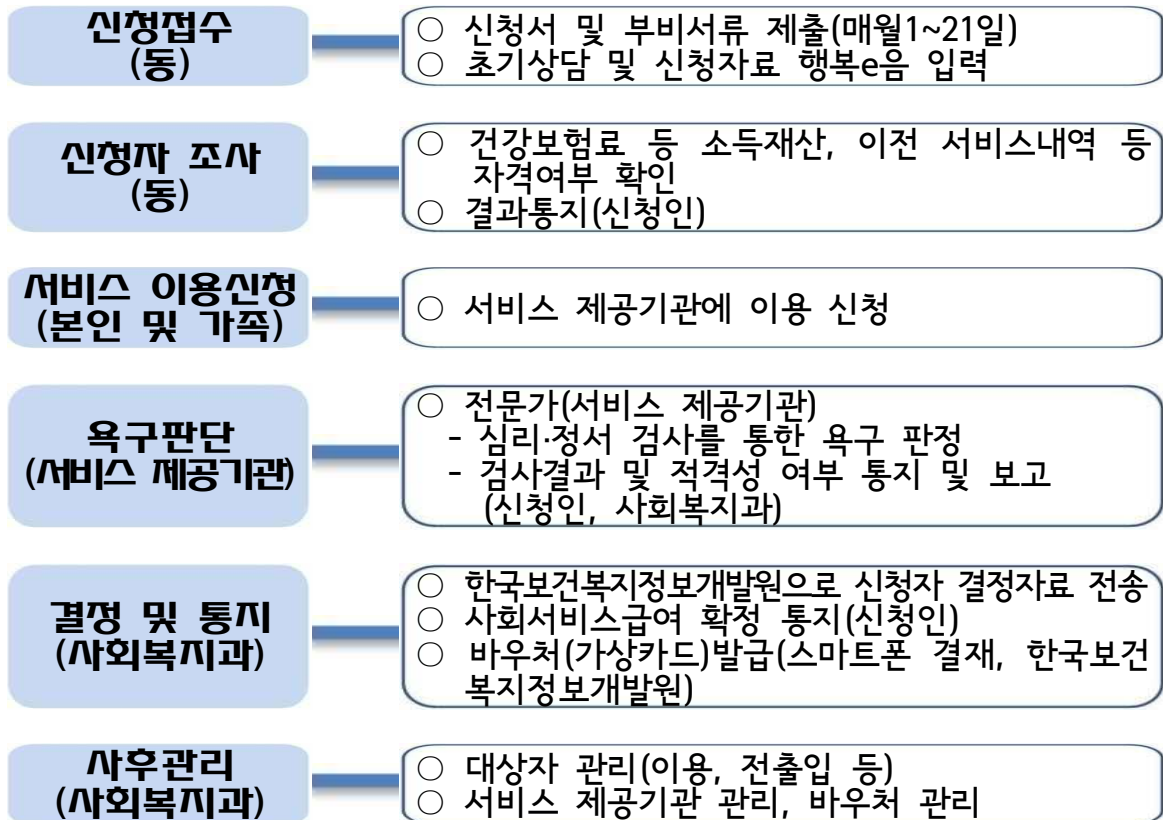 신청접수
(동)
○ 신청서 및 부비서류 제출(매월1~21일)
○ 초기상담 및 신청자료 행복e음 입력
신청자 조사
(동)
○ 건강보험료 등 소득재산, 이전 서비스내역 등
자격여부 확인
○ 결과통지(신청인)
서비스 이용신청
(본인 및 가족)
○ 서비스 제공기관에 이용 신청
욕구판단
(서비스 제공기관)
○ 전문가(서비스 제공기관)
- 심리·정서 검사를 통한 욕구 판정
- 검사결과 및 적격성 여부 통지 및 보고
(신청인, 사회복지과)
결정 및 통지
(사회복지과)
○ 한국보건복지정보개발원으로 신청자 결정자료 전송
○ 사회서비스급여 확정 통지(신청인)
○ 바우처(가상카드)발급(스마트폰 결재, 한국보건
복지정보개발원)
사후관리
(사회복지과)
○ 대상자 관리(이용, 전출입 등)
○ 서비스 제공기관 관리, 바우처 관리